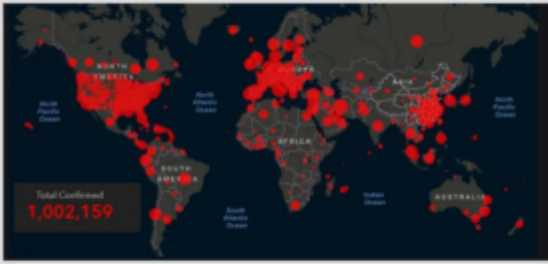 NORTH
AMERICA
EUROPE
ASIA
North
Pacific
Ocean
North
Atlantic
Ocean
North
Pacific
Ocean
AFRICA
SOUTH
AMERICA
Indian
Ocean
AUSTRALIA
South
Atlantic
Ocean
Total Confirmed
1,002,159